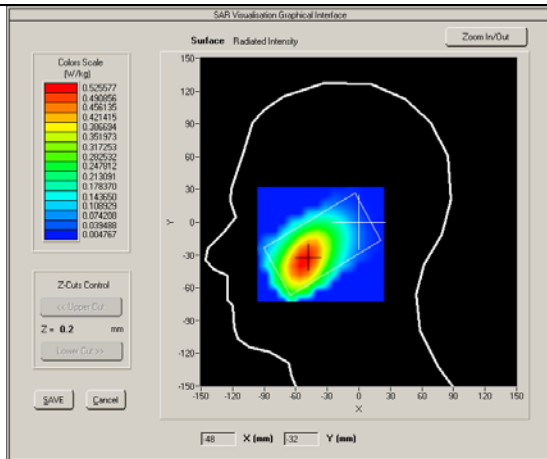 SAR Visualisation Graphical Interface
Surface Radiated Intensity
Zoom In/Out
Colors Scale
(W/kg)
0.525577
0.490856
0.456135
0.421415
0.386694
0.351973
0.317253
0.282532
0.247812
0.213091
0.178370
0.143650
0.108929
0.074208
0.039488
0.004767
Z-Cuts Control
<< Upper Cut
Z = 0.2 mm
Lower Cut >>
SAVE Cancel
150
120
90
60
30
0
-30
-60
-90
-120
-150
Y
-150 -120 -90 -60 -30 0 30 60 90 120 150
X
-48 X (mm) -32 Y (mm)